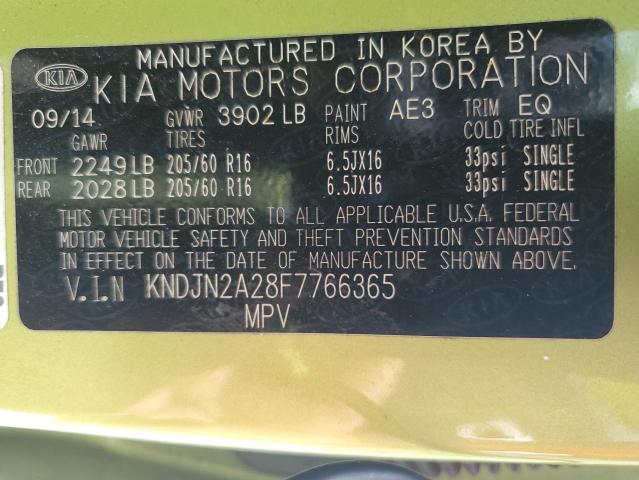 MANUFACTURED IN KOREA BY
KIA KIA MOTORS CORPORATION
09/14 GVWR 3902 LB PAINT AE3 TRIM EQ
GAWR TIRES RIMS COLD TIRE INFL
FRONT 2249 LB 205/60 R16 6.5JX16 33psi SINGLE
REAR 2028 LB 205/60 R16 6.5JX16 33psi SINGLE
THIS VEHICLE CONFORMS TO ALL APPLICABLE U.S.A. FEDERAL
MOTOR VEHICLE SAFETY AND THEFT PREVENTION STANDARDS
IN EFFECT ON THE DATE OF MANUFACTURE SHOWN ABOVE.
V.I.N KNDJN2A28F7766365
MPV